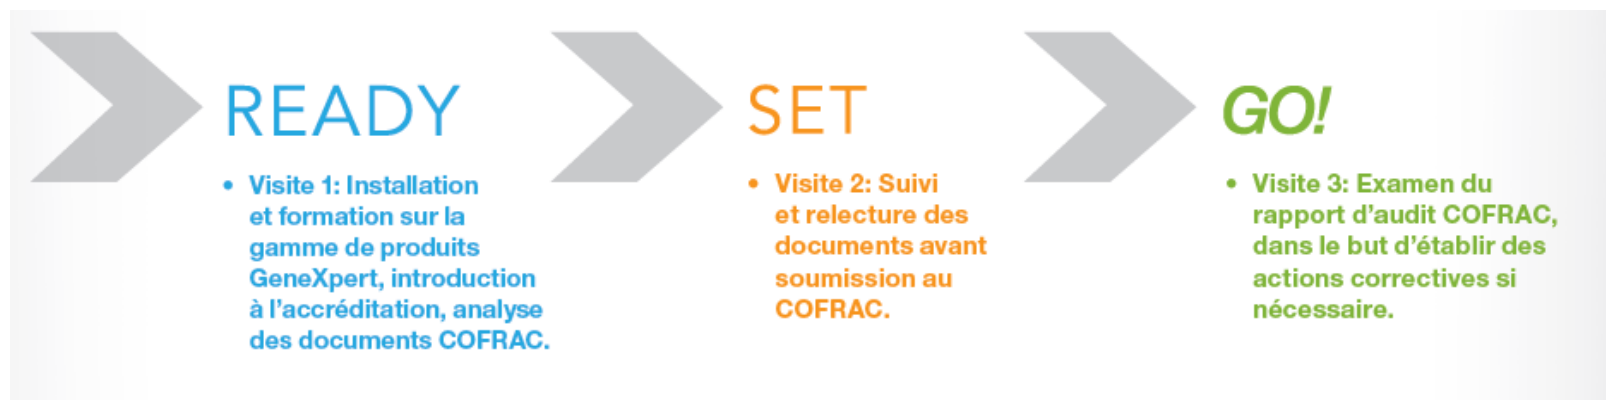 READY
• Visite 1: Installation
et formation sur la
gamme de produits
GeneXpert, introduction
à l’accréditation, analyse
des documents COFRAC.
SET
• Visite 2: Suivi
et relecture des
documents avant
soumission au
COFRAC.
GO!
• Visite 3: Examen du
rapport d’audit COFRAC,
dans le but d’établir des
actions correctives si
nécessaire.